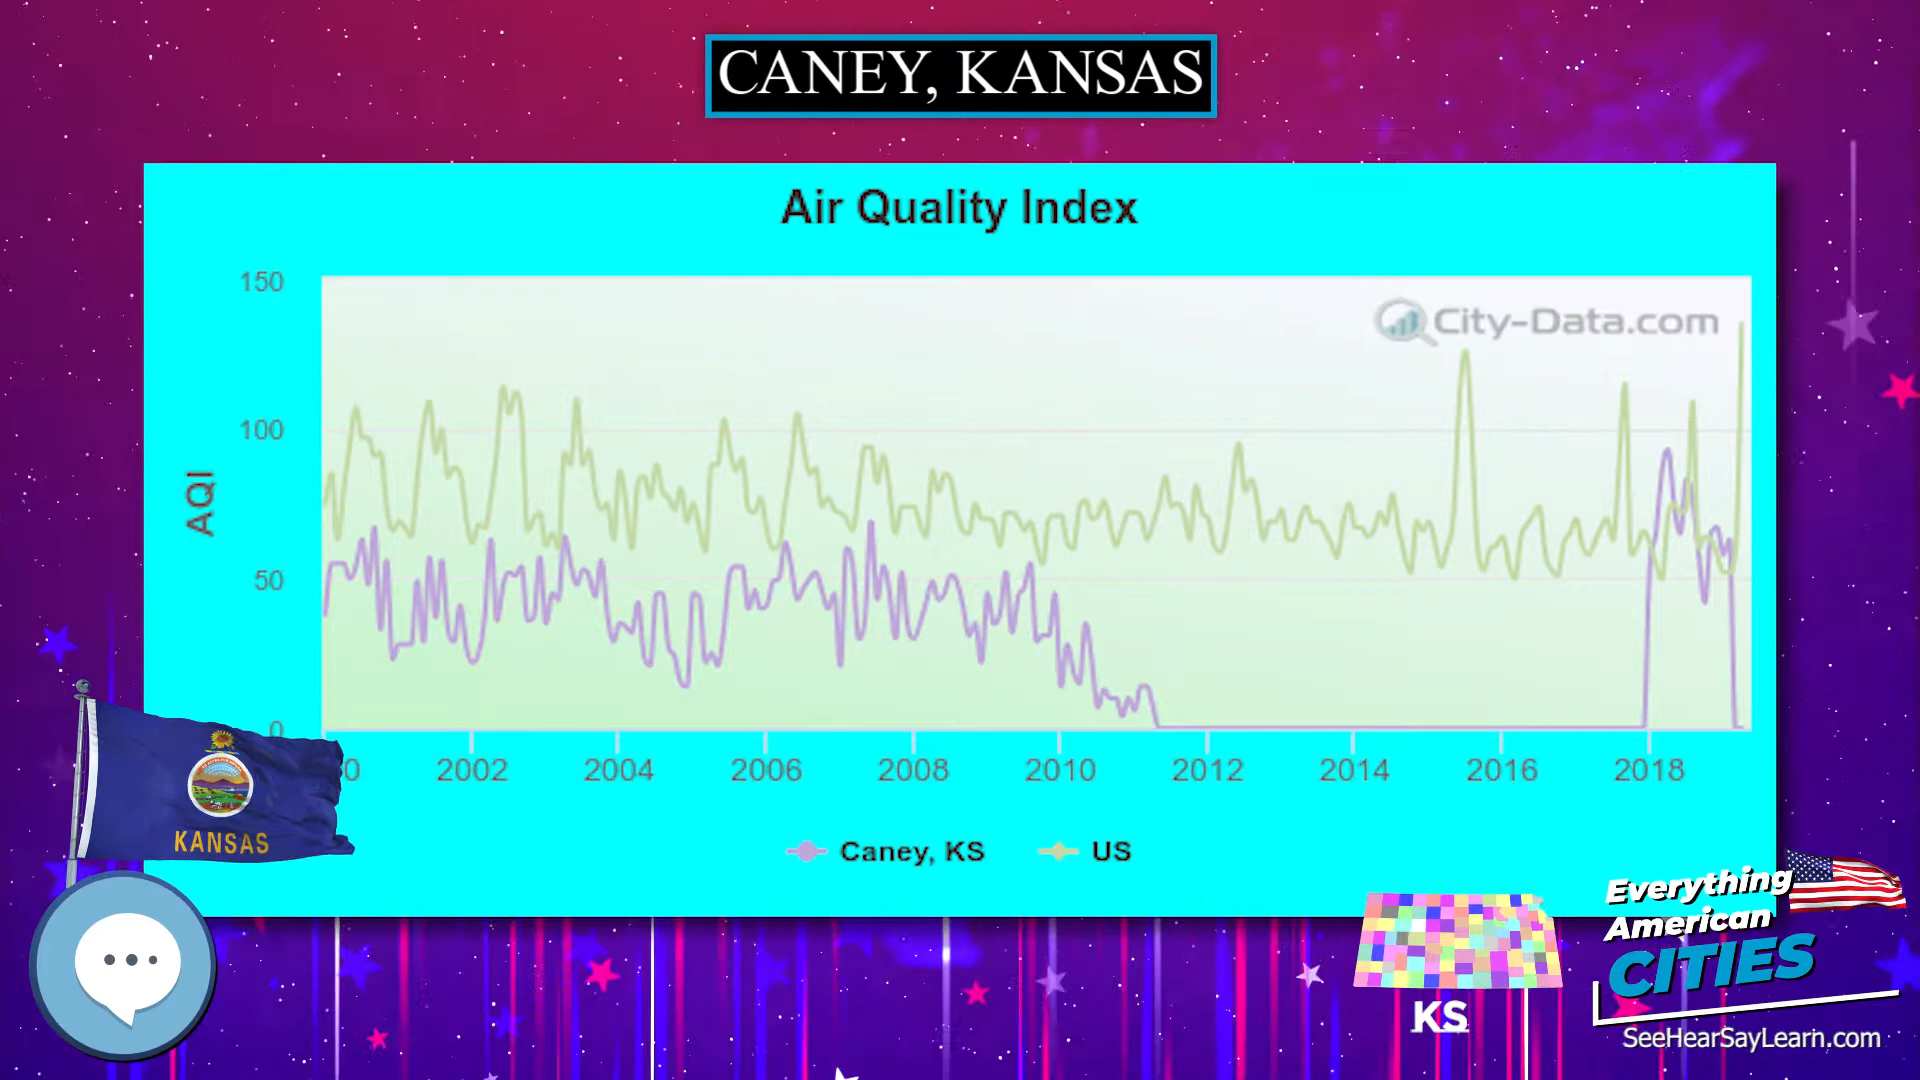 CANEY, KANSAS
Air Quality Index
150
City-Data.com
100
AQI
50
0
0 2002 2004 2006 2008 2010 2012 2014 2016 2018
KANSAS
Caney, KS US
Everything
American
CITIES
KS
SeeHearSayLearn.com